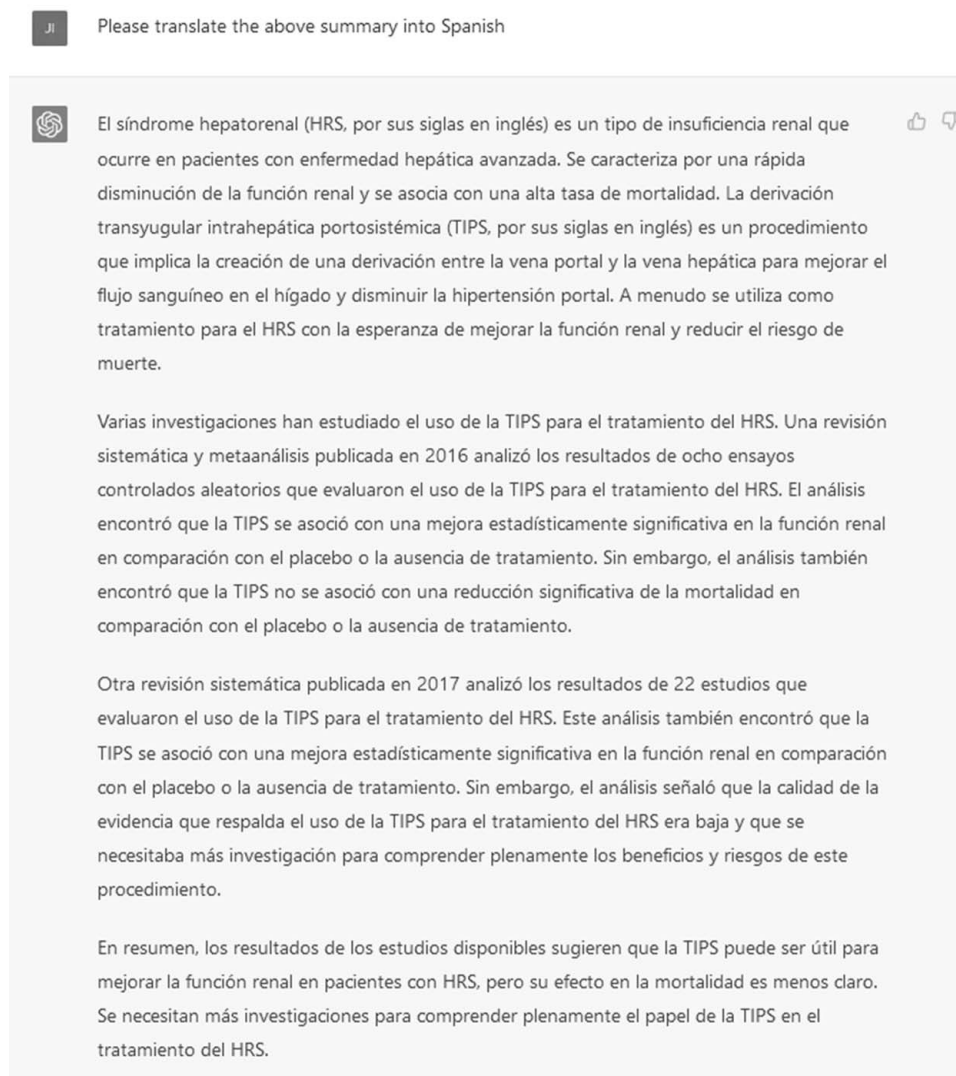 JI
Please translate the above summary into Spanish
El síndrome hepatorenal (HRS, por sus siglas en inglés) es un tipo de insuficiencia renal que
ocurre en pacientes con enfermedad hepática avanzada. Se caracteriza por una rápida
disminución de la función renal y se asocia con una alta tasa de mortalidad. La derivación
transyugular intrahepática portosistémica (TIPS, por sus siglas en inglés) es un procedimiento
que implica la creación de una derivación entre la vena portal y la vena hepática para mejorar el
flujo sanguíneo en el hígado y disminuir la hipertensión portal. A menudo se utiliza como
tratamiento para el HRS con la esperanza de mejorar la función renal y reducir el riesgo de
muerte.
Varias investigaciones han estudiado el uso de la TIPS para el tratamiento del HRS. Una revisión
sistemática y metaanálisis publicada en 2016 analizó los resultados de ocho ensayos
controlados aleatorios que evaluaron el uso de la TIPS para el tratamiento del HRS. El análisis
encontró que la TIPS se asoció con una mejora estadísticamente significativa en la función renal
en comparación con el placebo o la ausencia de tratamiento. Sin embargo, el análisis también
encontró que la TIPS no se asoció con una reducción significativa de la mortalidad en
comparación con el placebo o la ausencia de tratamiento.
Otra revisión sistemática publicada en 2017 analizó los resultados de 22 estudios que
evaluaron el uso de la TIPS para el tratamiento del HRS. Este análisis también encontró que la
TIPS se asoció con una mejora estadísticamente significativa en la función renal en comparación
con el placebo o la ausencia de tratamiento. Sin embargo, el análisis señaló que la calidad de la
evidencia que respalda el uso de la TIPS para el tratamiento del HRS era baja y que se
necesitaba más investigación para comprender plenamente los beneficios y riesgos de este
procedimiento.
En resumen, los resultados de los estudios disponibles sugieren que la TIPS puede ser útil para
mejorar la función renal en pacientes con HRS, pero su efecto en la mortalidad es menos claro.
Se necesitan más investigaciones para comprender plenamente el papel de la TIPS en el
tratamiento del HRS.